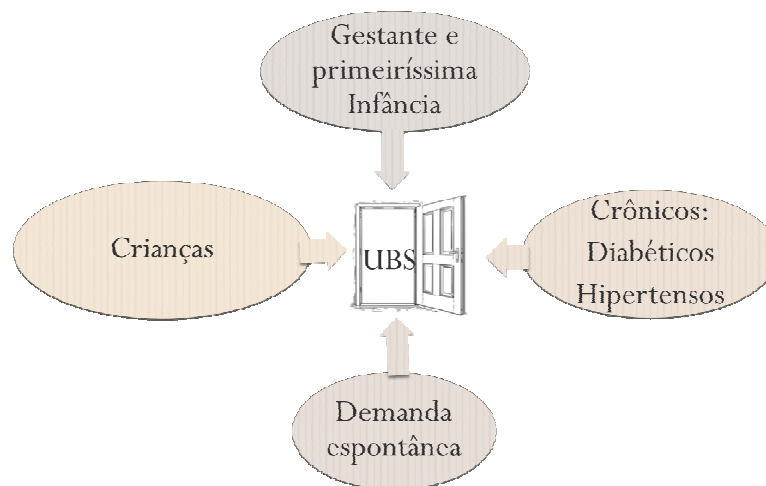 Gestante e
primeiríssima
Infância
Crianças
UBS
Crônicos:
Diabéticos
Hipertensos
Demanda
espontânea